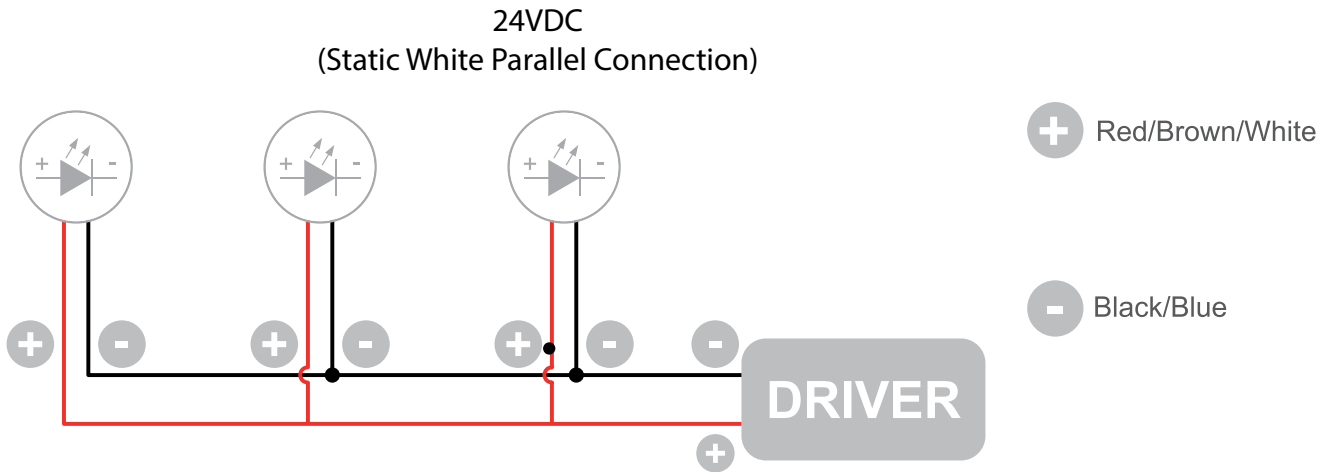 24VDC
(Static White Parallel Connection)
+ -
+ -
+ -
+ Red/Brown/White
- Black/Blue
+ -
+ -
+ -
-
DRIVER
+